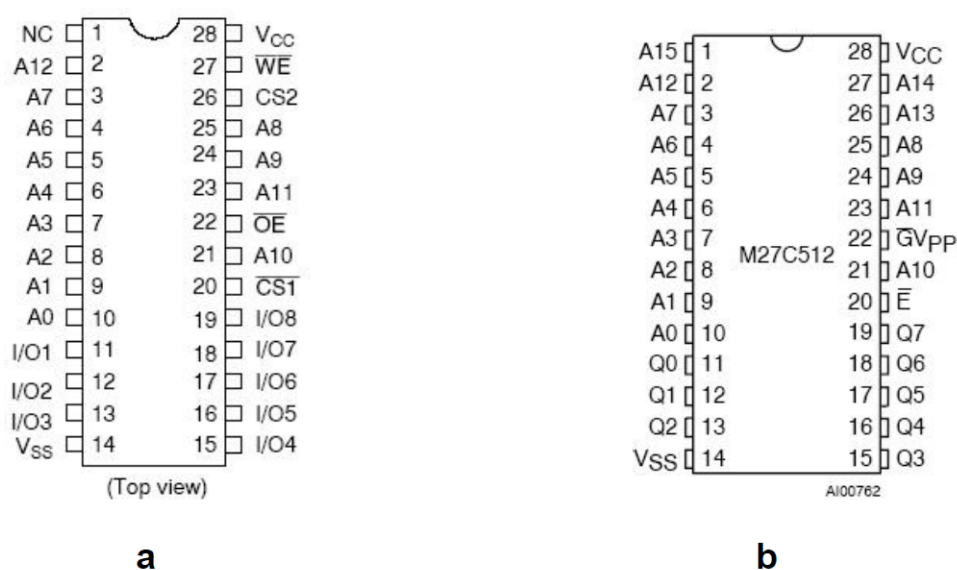 NC 1 28 VCC
A12 2 27 W̅E̅
A7 3 26 CS2
A6 4 25 A8
A5 5 24 A9
A4 6 23 A11
A3 7 22 O̅E̅
A2 8 21 A10
A1 9 20 C̅S̅1̅
A0 10 19 I/O8
I/O1 11 18 I/O7
I/O2 12 17 I/O6
I/O3 13 16 I/O5
VSS 14 15 I/O4
(Top view)
a
A15 1 28 VCC
A12 2 27 A14
A7 3 26 A13
A6 4 25 A8
A5 5 24 A9
A4 6 23 A11
A3 7 22 G̅VPP
M27C512
A2 8 21 A10
A1 9 20 E̅
A0 10 19 Q7
Q0 11 18 Q6
Q1 12 17 Q5
Q2 13 16 Q4
VSS 14 15 Q3
AI00762
b